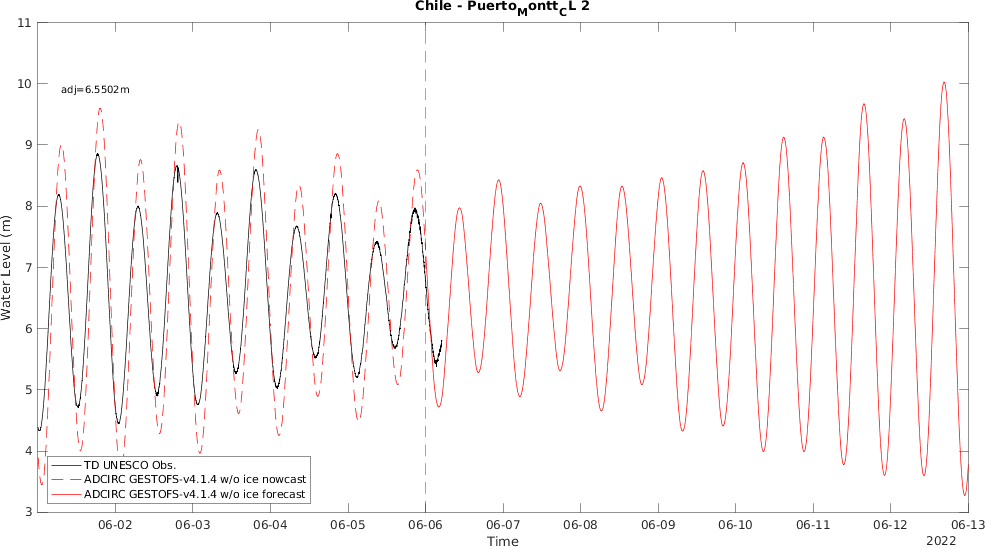 Chile - PuertoMonttCL 2
adj=6.5502m
Water Level (m)
11
10
9
8
7
6
5
4
3
TD UNESCO Obs.
ADCIRC GESTOFS-v4.1.4 w/o ice nowcast
ADCIRC GESTOFS-v4.1.4 w/o ice forecast
06-02 06-03 06-04 06-05 06-06 06-07 06-08 06-09 06-10 06-11 06-12 06-13
Time
2022